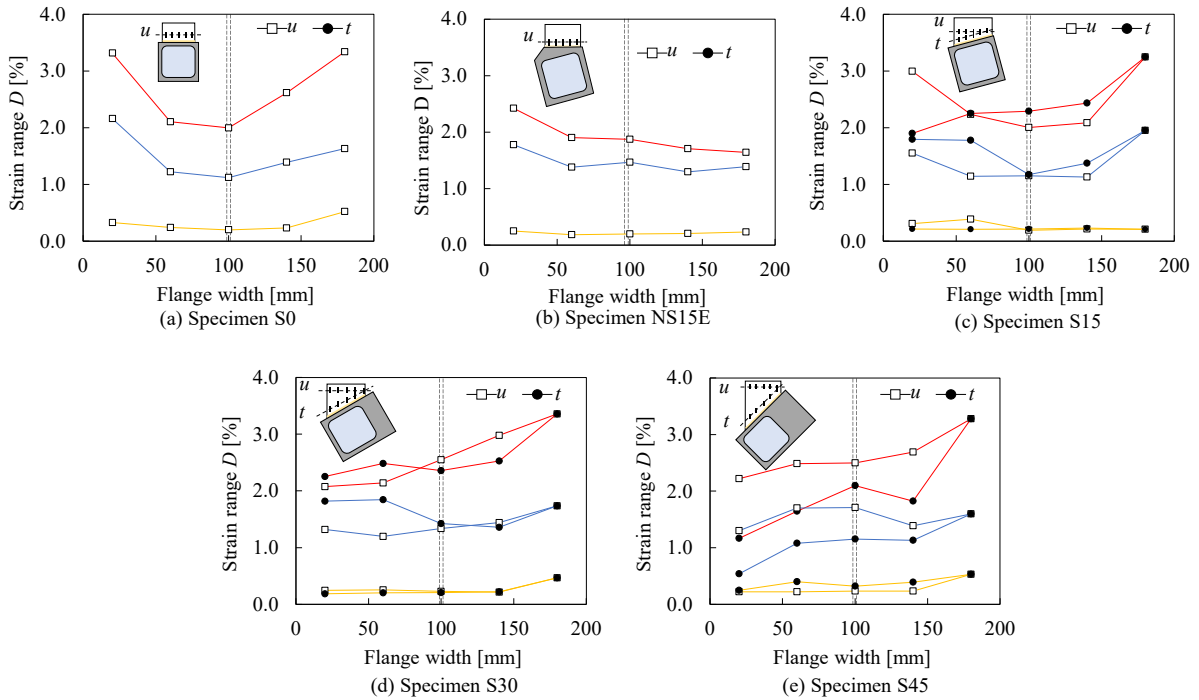 u
u t
Strain range D [%]
4.0
3.0
2.0
1.0
0.0
0 50 100 150 200
Flange width [mm]
(a) Specimen S0
u
u t
Strain range D [%]
4.0
3.0
2.0
1.0
0.0
0 50 100 150 200
Flange width [mm]
(b) Specimen NS15E
u
t
u t
Strain range D [%]
4.0
3.0
2.0
1.0
0.0
0 50 100 150 200
Flange width [mm]
(c) Specimen S15
u
t
u t
Strain range D [%]
4.0
3.0
2.0
1.0
0.0
0 50 100 150 200
Flange width [mm]
(d) Specimen S30
u
t
u t
Strain range D [%]
4.0
3.0
2.0
1.0
0.0
0 50 100 150 200
Flange width [mm]
(e) Specimen S45